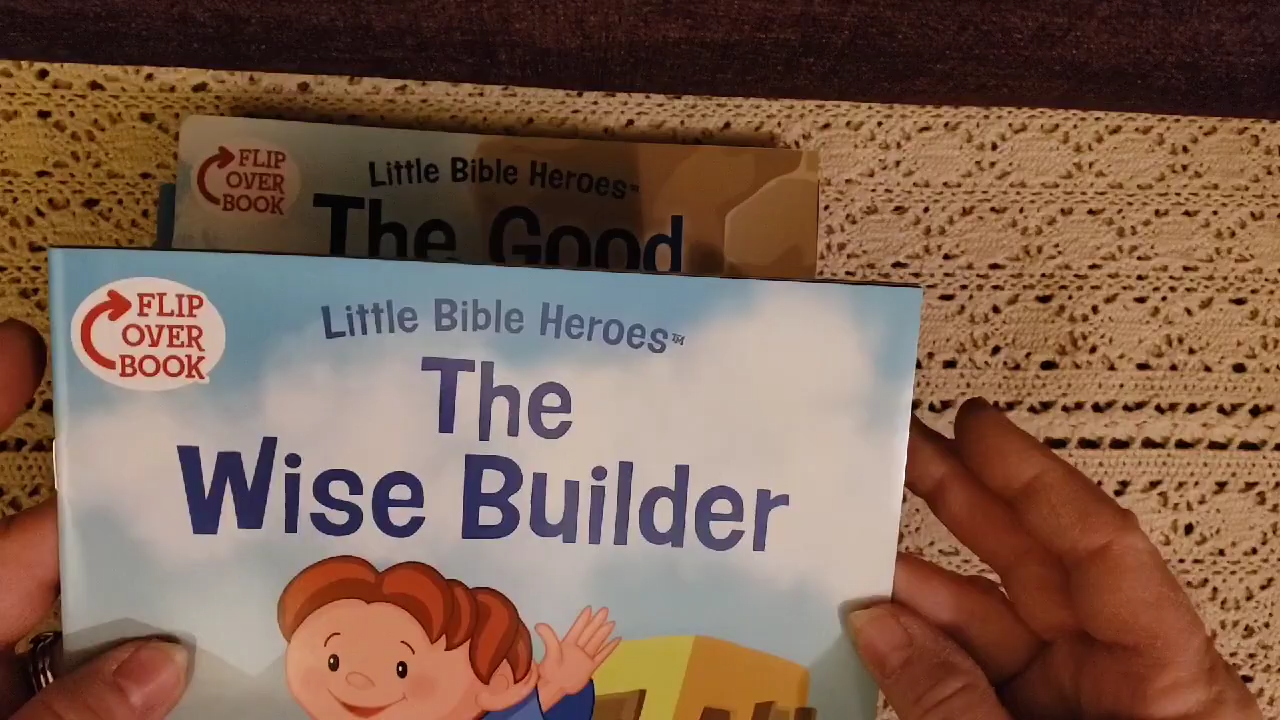 FLIP
OVER
BOOK
Little Bible Heroes™
The Good
FLIP
OVER
BOOK
Little Bible Heroes™
The
Wise Builder